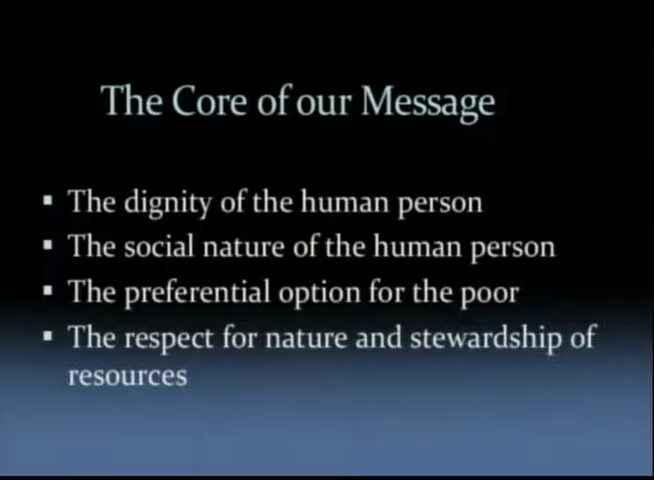 The Core of our Message
▪ The dignity of the human person
▪ The social nature of the human person
▪ The preferential option for the poor
▪ The respect for nature and stewardship of
resources